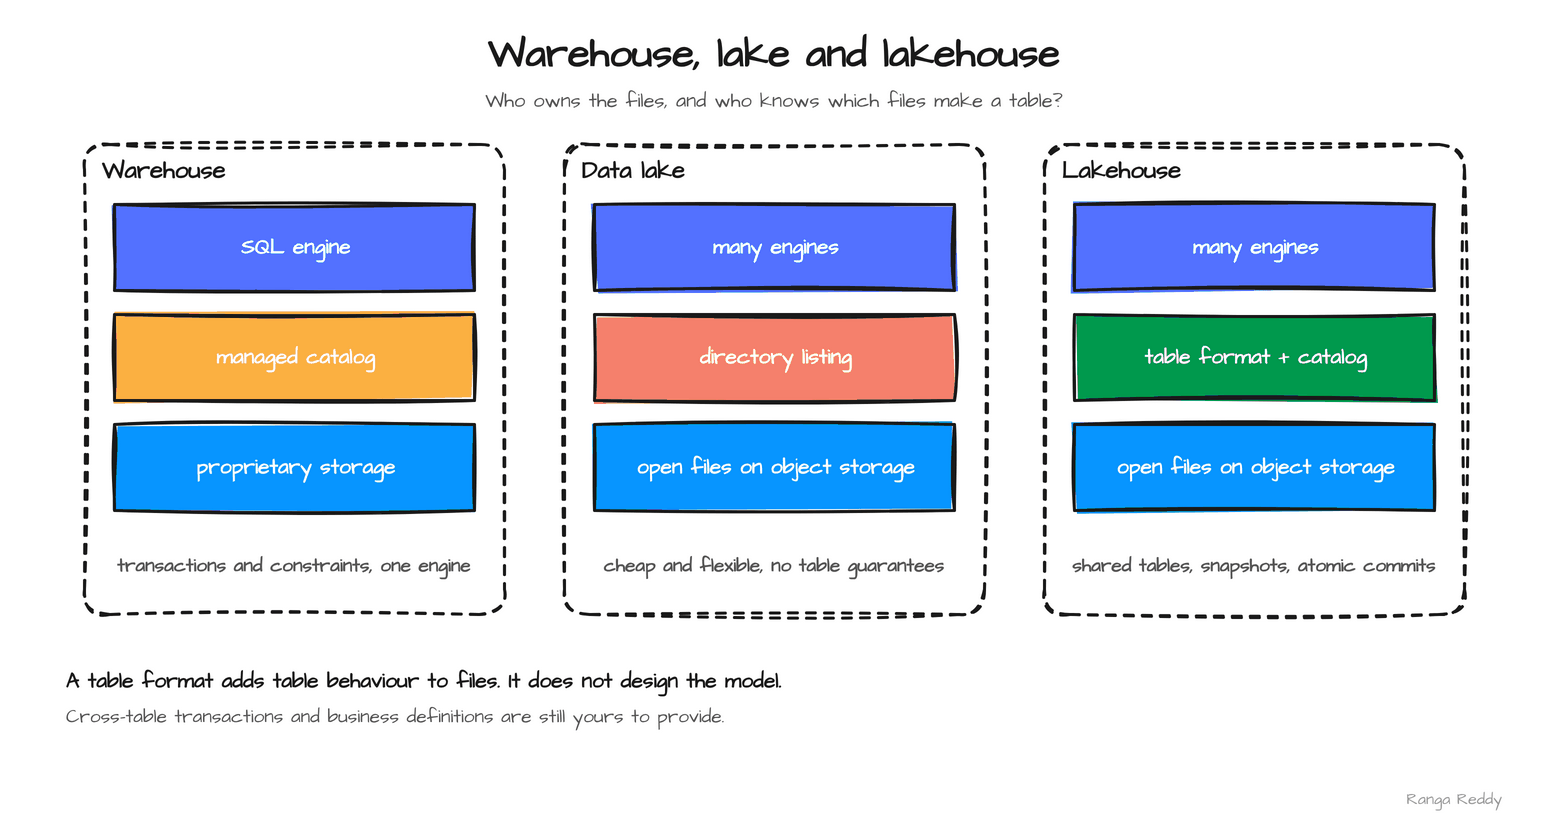 Warehouse, lake and lakehouse
Who owns the files, and who knows which files make a table?
Warehouse
SQL engine
managed catalog
proprietary storage
transactions and constraints, one engine
Data lake
many engines
directory listing
open files on object storage
cheap and flexible, no table guarantees
Lakehouse
many engines
table format + catalog
open files on object storage
shared tables, snapshots, atomic commits
A table format adds table behaviour to files. It does not design the model.
Cross-table transactions and business definitions are still yours to provide.
Ranga Reddy